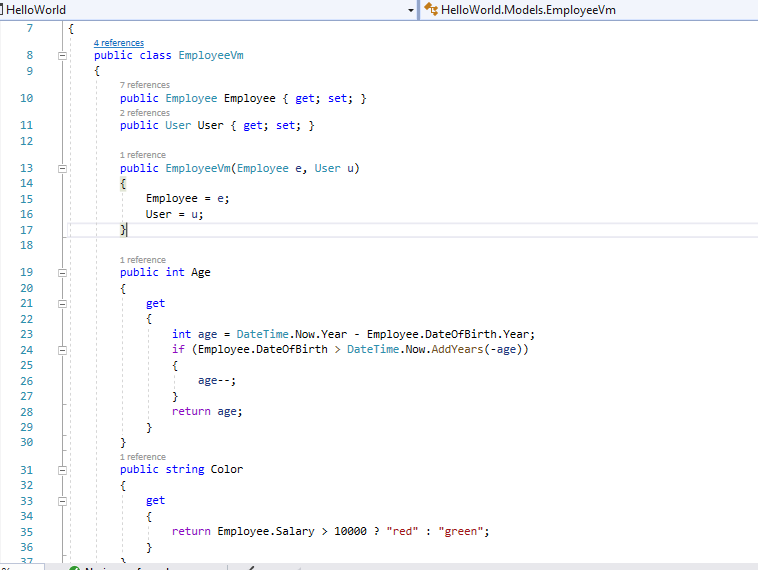 HelloWorld HelloWorld.Models.EmployeeVm
7 {
4 references
8 public class EmployeeVm
9 {
7 references
10 public Employee Employee { get; set; }
2 references
11 public User User { get; set; }
12
1 reference
13 public EmployeeVm(Employee e, User u)
14 {
15 Employee = e;
16 User = u;
17 }
18
1 reference
19 public int Age
20 {
21 get
22 {
23 int age = DateTime.Now.Year - Employee.DateOfBirth.Year;
24 if (Employee.DateOfBirth > DateTime.Now.AddYears(-age))
25 {
26 age--;
27 }
28 return age;
29 }
30 }
1 reference
31 public string Color
32 {
33 get
34 {
35 return Employee.Salary > 10000 ? "red" : "green";
36 }
37 }